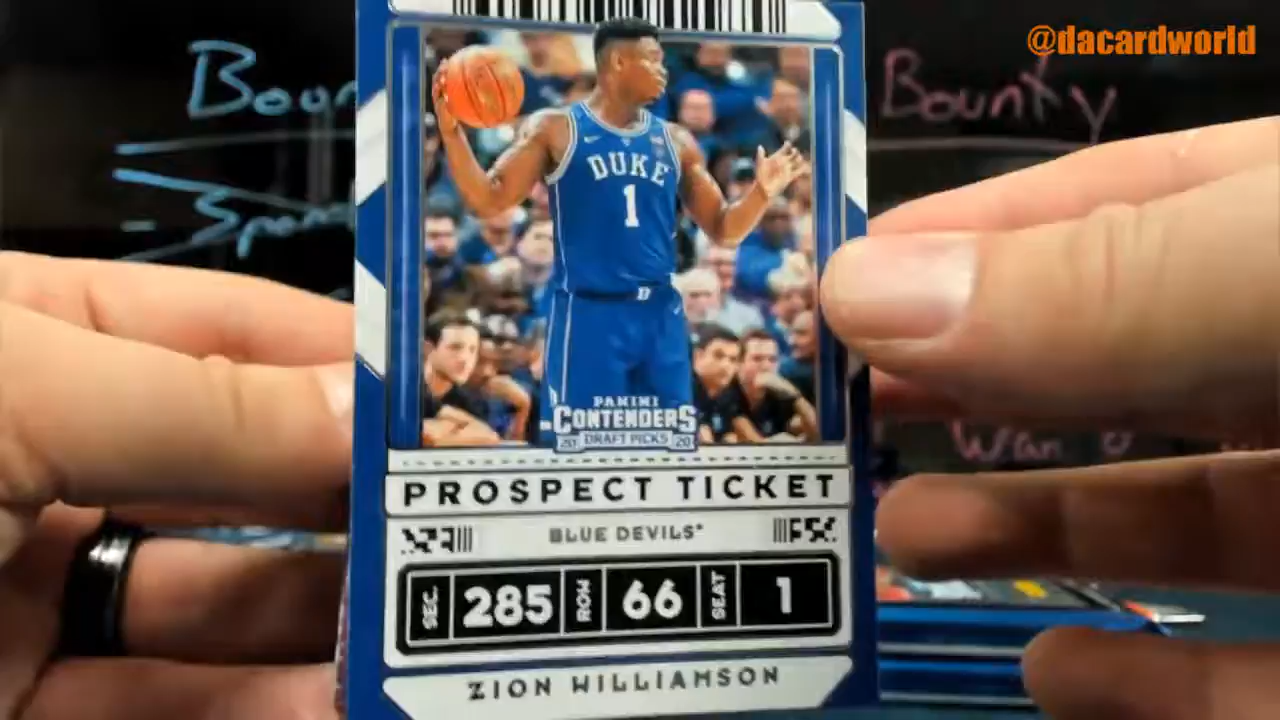 @dacardworld
Bounty
DUKE
1
D
PANINI
CONTENDERS
20 DRAFT PICKS 20
PROSPECT TICKET
BLUE DEVILS*
SEC. 285 ROW 66 SEAT 1
ZION WILLIAMSON